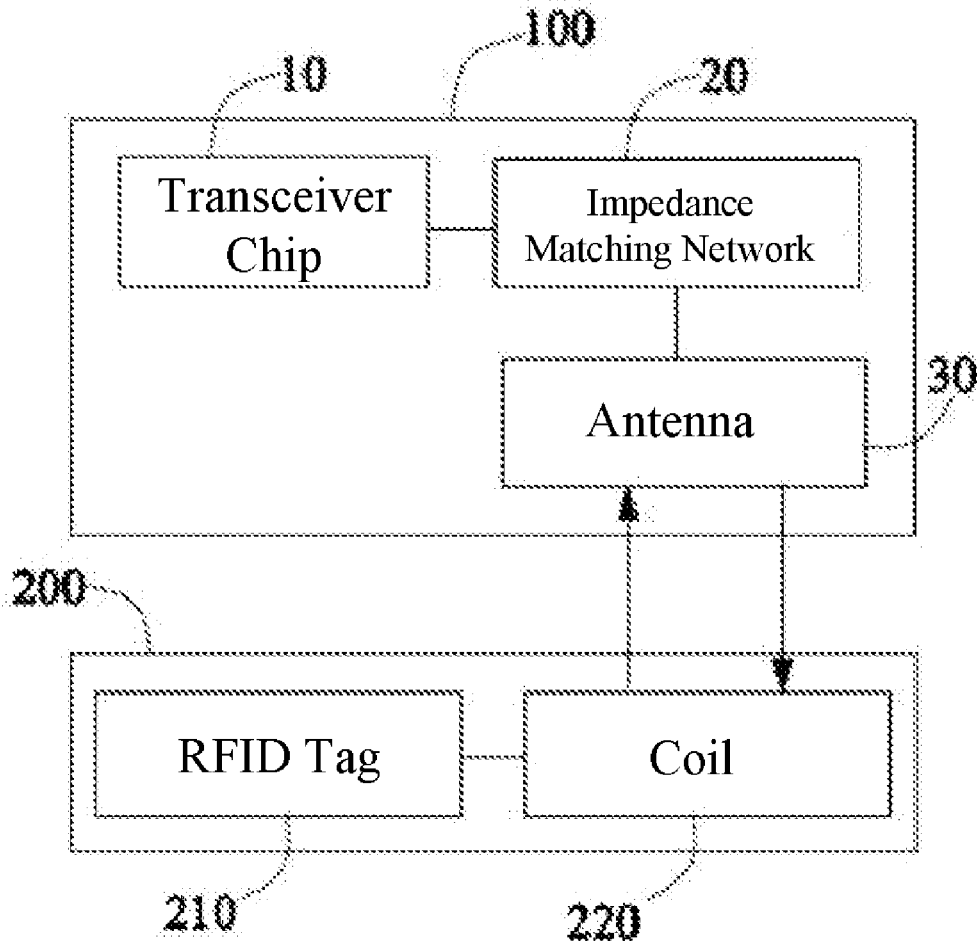 100
10
20
Transceiver
Chip
Impedance
Matching Network
30
Antenna
200
RFID Tag
Coil
210
220